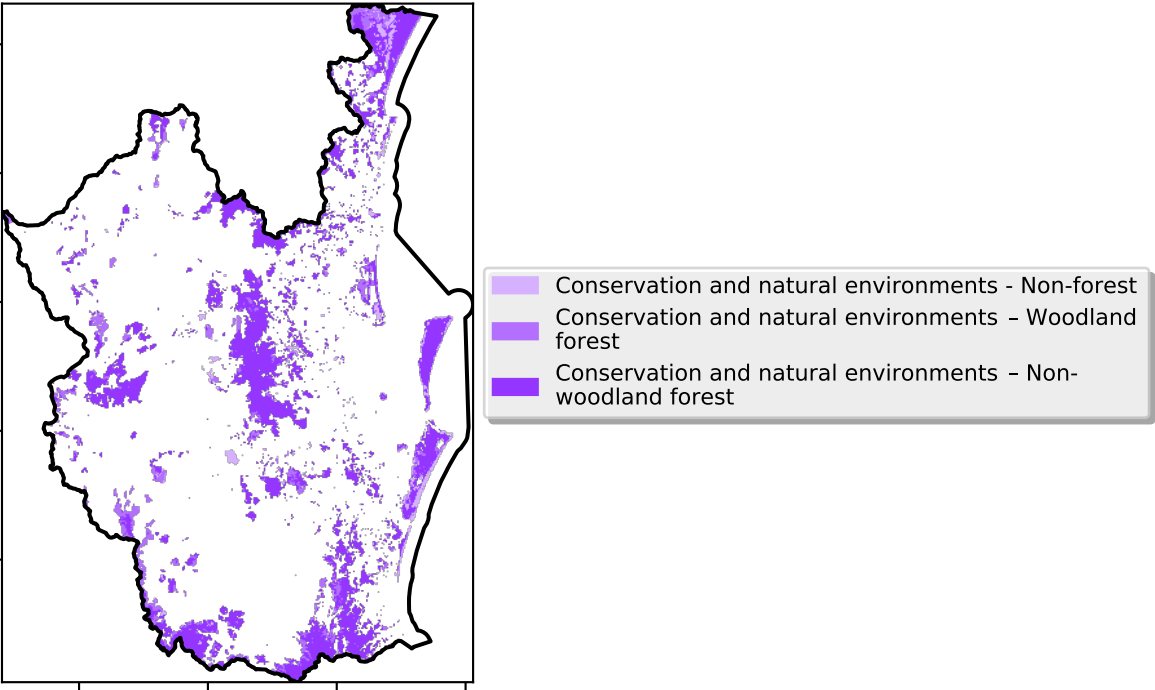 Conservation and natural environments - Non-forest
Conservation and natural environments – Woodland
forest
Conservation and natural environments – Non-
woodland forest